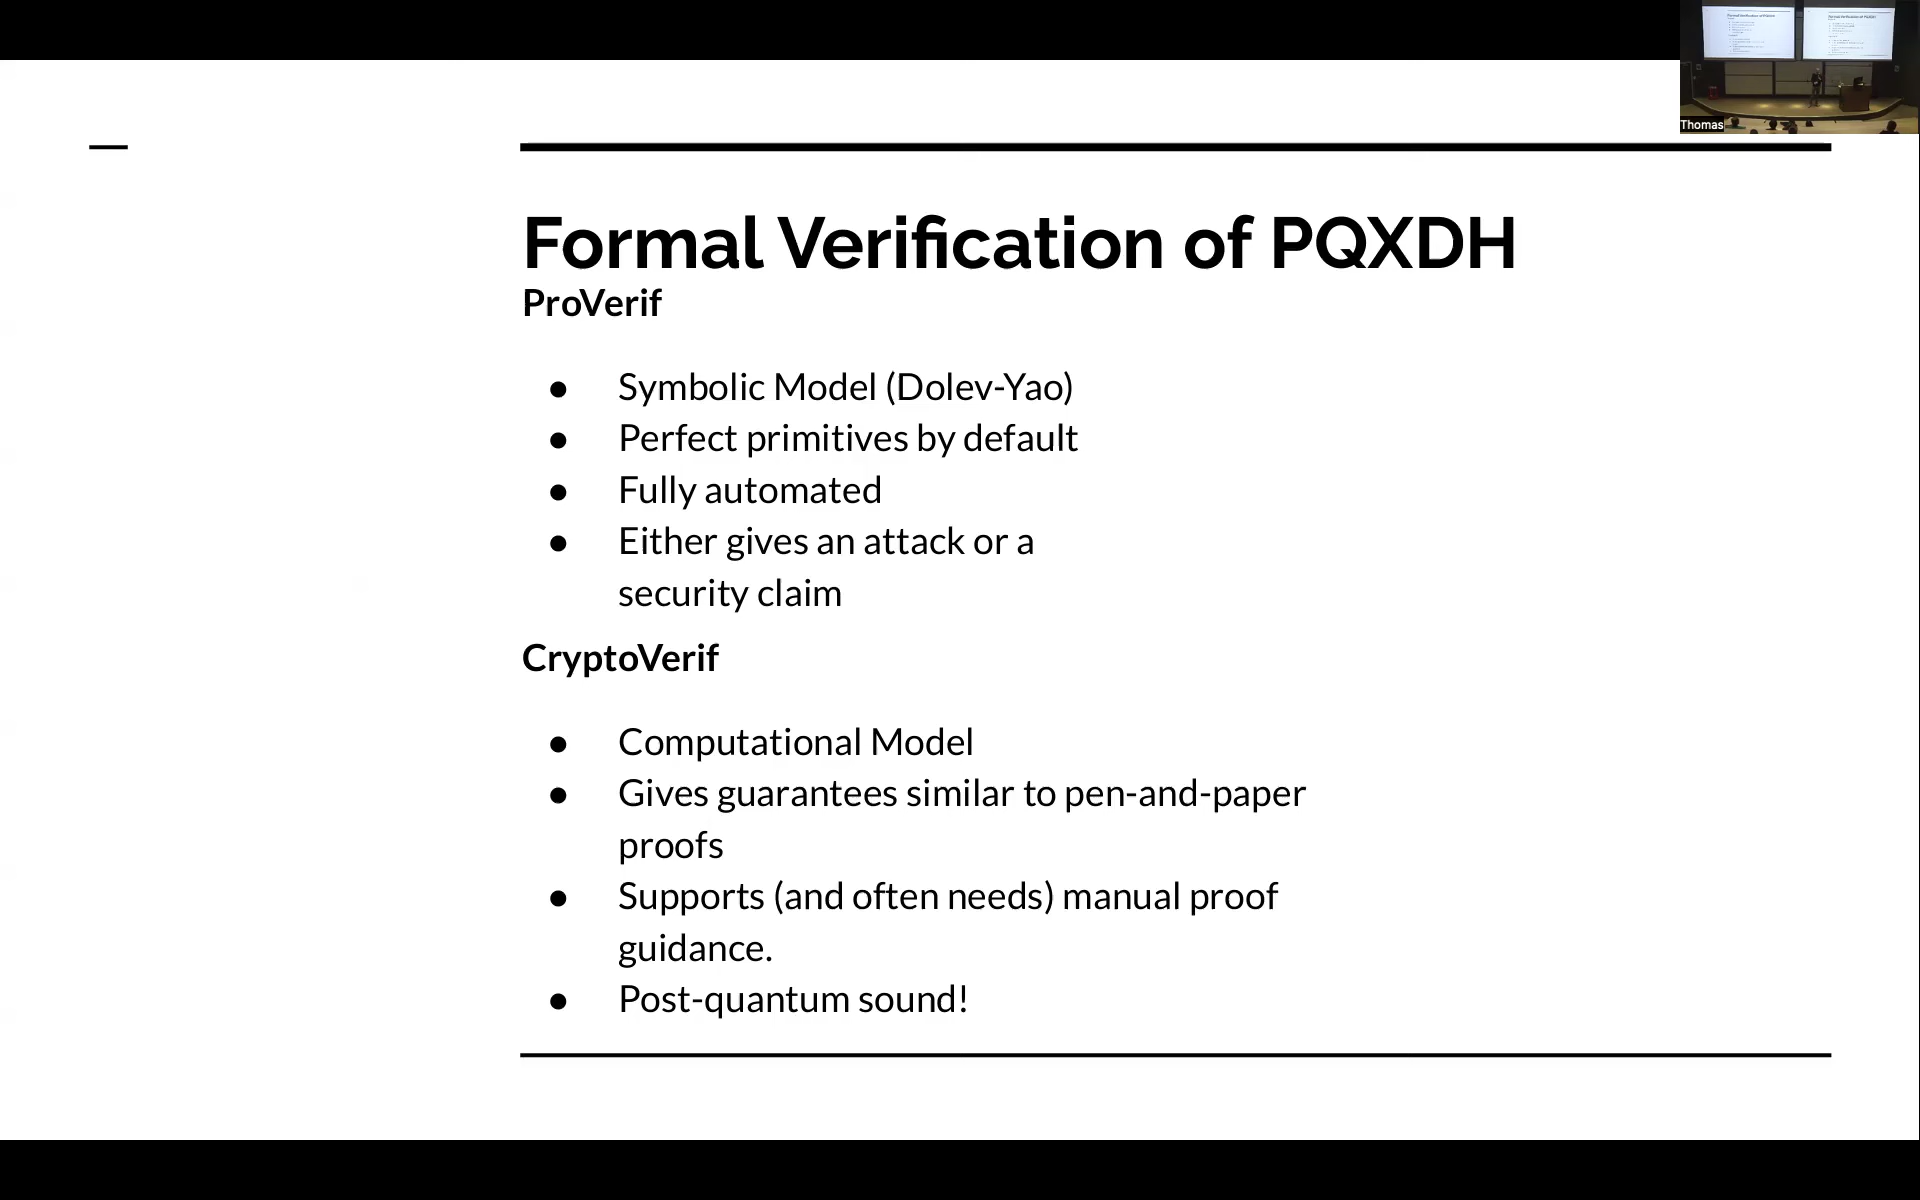 Thomas
Formal Verification of PQXDH
ProVerif
● Symbolic Model (Dolev-Yao)
● Perfect primitives by default
● Fully automated
● Either gives an attack or a
security claim
CryptoVerif
● Computational Model
● Gives guarantees similar to pen-and-paper
proofs
● Supports (and often needs) manual proof
guidance.
● Post-quantum sound!